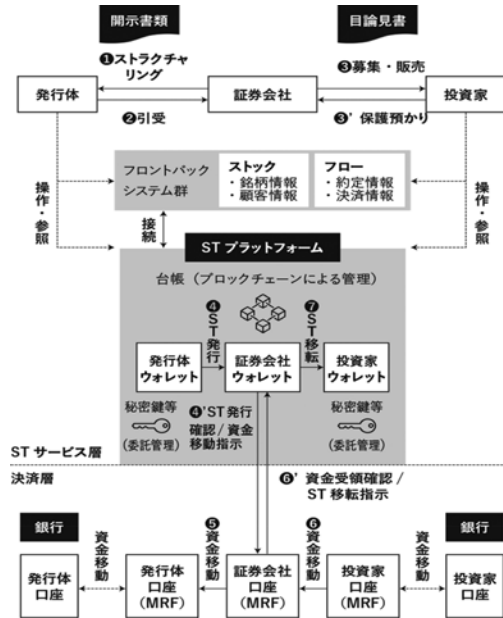 開示書類
目論見書
❶ストラクチャ
リング
❸募集・販売
発行体
証券会社
投資家
❷引受
❸' 保護預かり
フロントバック
システム群
ストック
・銘柄情報
・顧客情報
フロー
・約定情報
・決済情報
操作・参照
接続
操作・参照
ST プラットフォーム
台帳（ブロックチェーンによる管理）
❹ST発行
❼ST移転
発行体
ウォレット
証券会社
ウォレット
投資家
ウォレット
秘密鍵等
（委託管理）
❹'ST 発行
確認/資金
移動指示
秘密鍵等
（委託管理）
ST サービス層
決済層
❻' 資金受領確認/
ST 移転指示
銀行
資金移動
❺資金移動
❻資金移動
資金移動
銀行
発行体
口座
発行体
口座
（MRF）
証券会社
口座
（MRF）
投資家
口座
（MRF）
投資家
口座